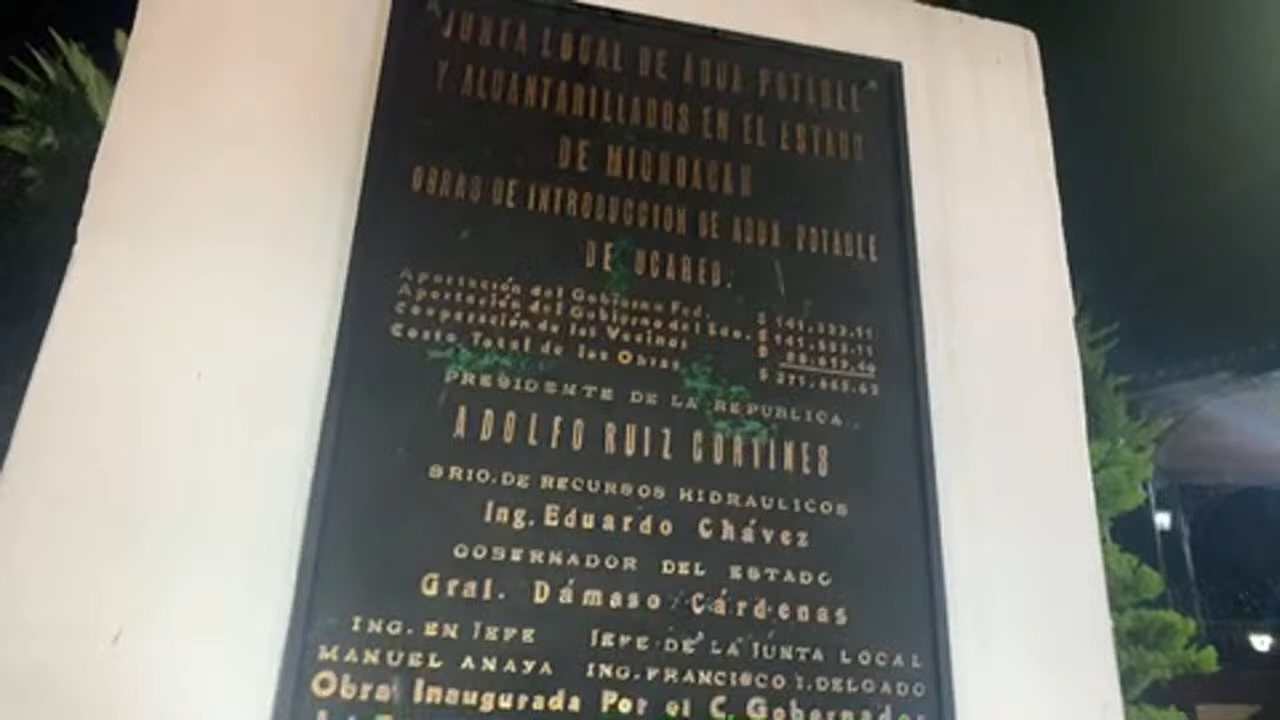 JUNTA LOCAL DE AGUA POTABLE
Y ALCANTARILLADOS EN EL ESTADO
DE MICHOACAN
OBRAS DE INTRODUCCION DE AGUA POTABLE
DE UCAREO:
Aportación del Gobierno Fed.
Aportación del Gobierno del Edo.
Cooperación de los Vecinos
Costo Total de las Obras
PRESIDENTE DE LA REPUBLICA.
ADOLFO RUIZ CORTINES
SRIO. DE RECURSOS HIDRAULICOS
Ing. Eduardo Chávez
GOBERNADOR DEL ESTADO
Gral. Dámaso Cárdenas
ING. EN JEFE JEFE DE LA JUNTA LOCAL
MANUEL ANAYA ING. FRANCISCO I. DELGADO
Obra Inaugurada Por el C. Gobernador